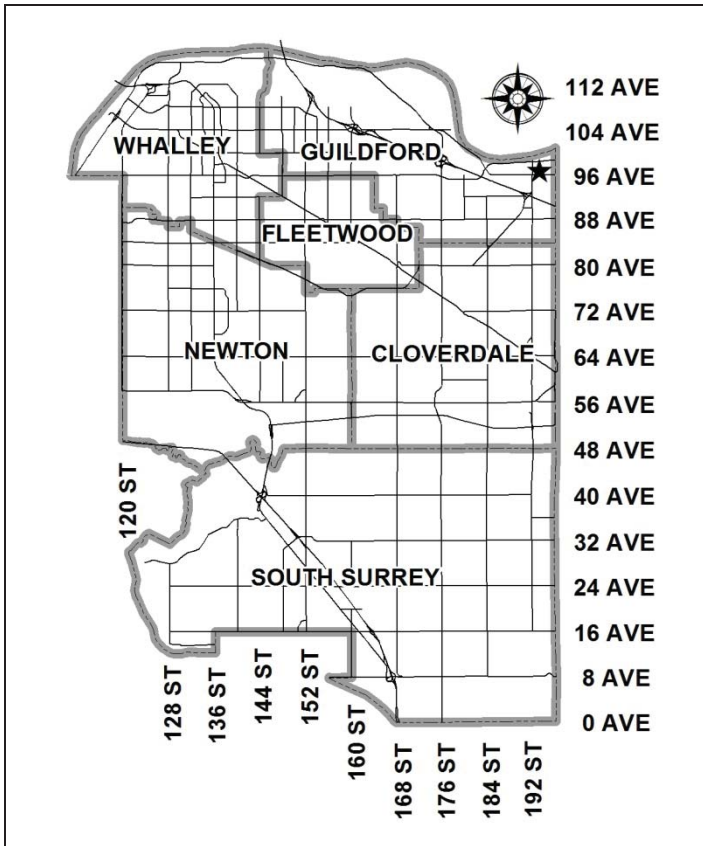 112 AVE
104 AVE
WHALLEY
GUILDFORD
96 AVE
88 AVE
FLEETWOOD
80 AVE
72 AVE
NEWTON
CLOVERDALE
64 AVE
56 AVE
48 AVE
120 ST
40 AVE
32 AVE
SOUTH SURREY
24 AVE
16 AVE
8 AVE
0 AVE
128 ST
136 ST
144 ST
152 ST
160 ST
168 ST
176 ST
184 ST
192 ST